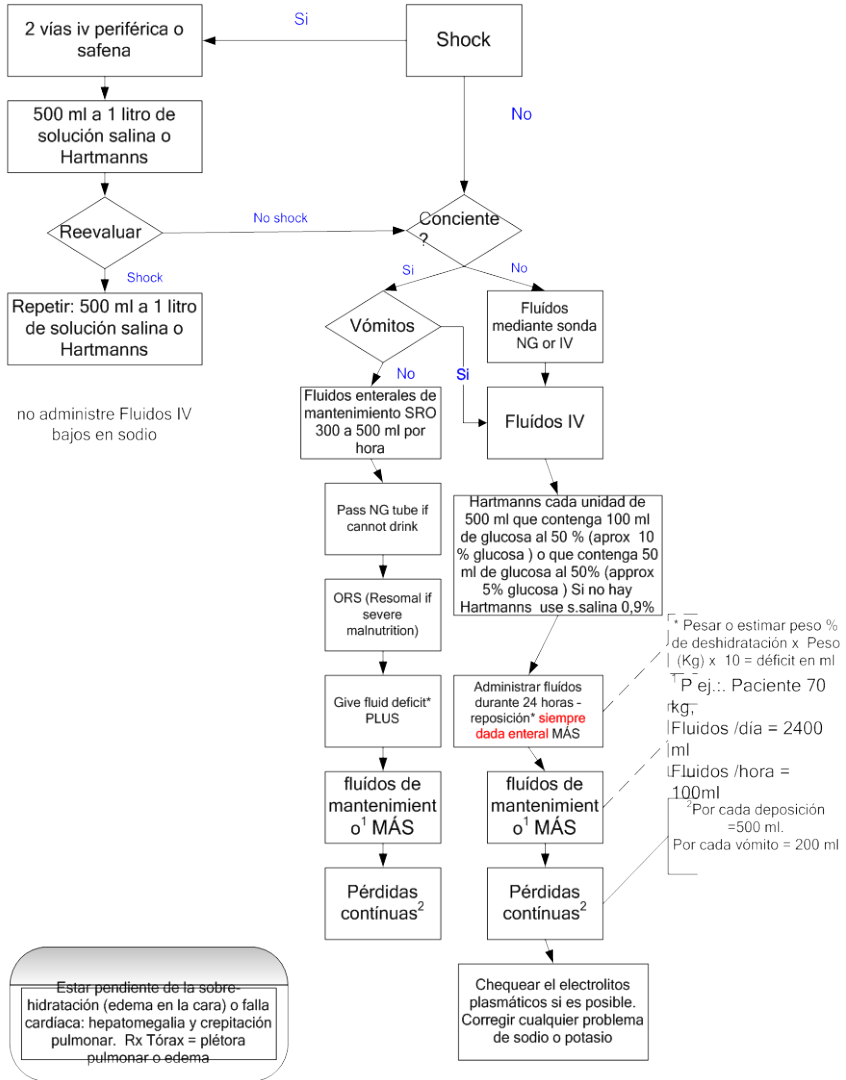 Shock
Si
No
2 vías iv periférica o
safena
500 ml a 1 litro de
solución salina o
Hartmanns
Reevaluar
No shock
Shock
Repetir: 500 ml a 1 litro
de solución salina o
Hartmanns
no administre Fluidos IV
bajos en sodio
Conciente
?
Si
No
Vómitos
No
Si
Fluídos
mediante sonda
NG or IV
Fluidos enterales de
mantenimiento SRO
300 a 500 ml por
hora
Fluídos IV
Pass NG tube if
cannot drink
ORS (Resomal if
severe
malnutrition)
Give fluid deficit*
PLUS
fluídos de
mantenimient
o¹ MÁS
Pérdidas
contínuas²
Hartmanns cada unidad de
500 ml que contenga 100 ml
de glucosa al 50 % (aprox 10
% glucosa ) o que contenga 50
ml de glucosa al 50% (approx
5% glucosa ) Si no hay
Hartmanns use s.salina 0,9%
Administrar fluídos
durante 24 horas -
reposición* siempre
dada enteral MÁS
fluídos de
mantenimient
o¹ MÁS
Pérdidas
contínuas²
Chequear el electrolitos
plasmáticos si es posible.
Corregir cualquier problema
de sodio o potasio
* Pesar o estimar peso %
de deshidratación x Peso
(Kg) x 10 = déficit en ml
¹P ej.:. Paciente 70
kg,
Fluidos /día = 2400
ml
Fluidos /hora =
100ml
²Por cada deposición
=500 ml.
Por cada vómito = 200 ml
Estar pendiente de la sobre-
hidratación (edema en la cara) o falla
cardíaca: hepatomegalia y crepitación
pulmonar. Rx Tórax = plétora
pulmonar o edema